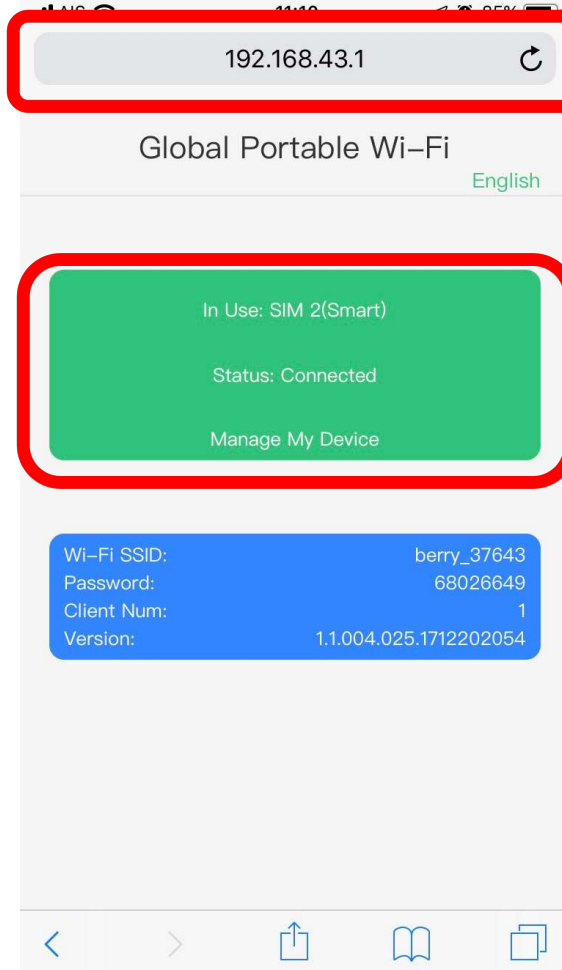 192.168.43.1
Global Portable Wi-Fi
English
In Use: SIM 2(Smart)
Status: Connected
Manage My Device
Wi-Fi SSID: berry_37643
Password: 68026649
Client Num: 1
Version: 1.1.004.025.1712202054